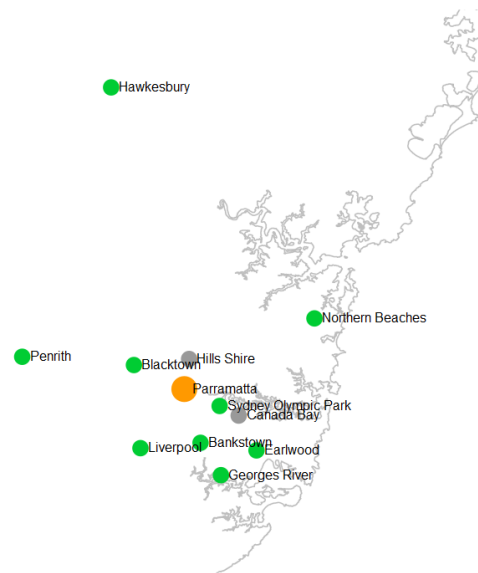 Hawkesbury
Northern Beaches
Penrith
Hills Shire
Blacktown
Parramatta
Sydney Olympic Park
Canada Bay
Bankstown
Liverpool
Earlwood
Georges River